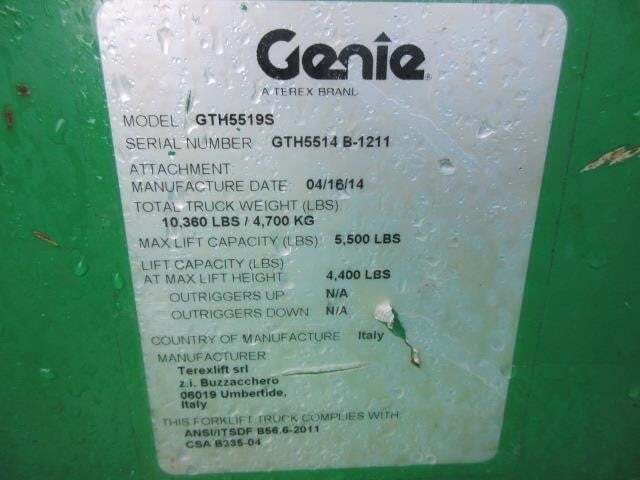 Genie
A TEREX BRAND
MODEL: GTH5519S
SERIAL NUMBER: GTH5514 B-1211
ATTACHMENT:
MANUFACTURE DATE: 04/16/14
TOTAL TRUCK WEIGHT (LBS):
10,360 LBS / 4,700 KG
MAX LIFT CAPACITY (LBS): 5,500 LBS
LIFT CAPACITY (LBS)
AT MAX LIFT HEIGHT: 4,400 LBS
OUTRIGGERS UP N/A
OUTRIGGERS DOWN N/A
COUNTRY OF MANUFACTURE Italy
MANUFACTURER:
Terexlift srl
z.i. Buzzacchero
06019 Umbertide,
Italy
THIS FORKLIFT TRUCK COMPLIES WITH:
ANSI/ITSDF B56.6-2011
CSA B335-04